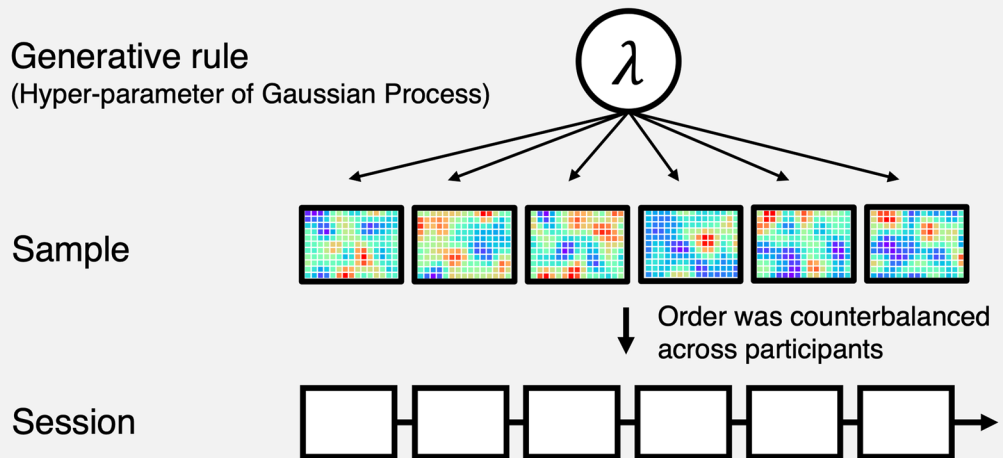 Generative rule
(Hyper-parameter of Gaussian Process)
λ
Sample
Order was counterbalanced
across participants
Session